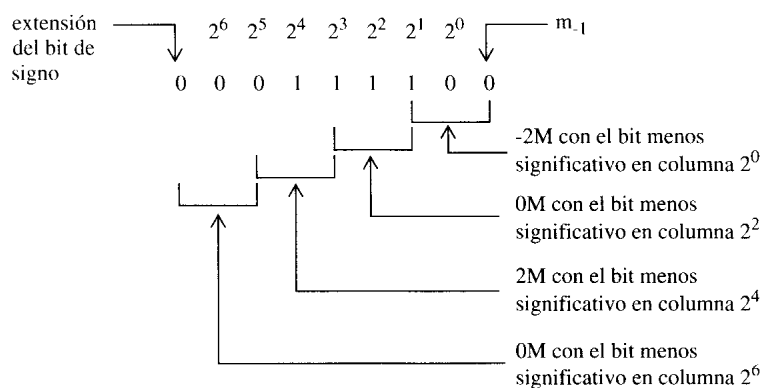 extensión
del bit de
signo
2^6 2^5 2^4 2^3 2^2 2^1 2^0
m_-1
0 0 0 1 1 1 1 0 0
-2M con el bit menos
significativo en columna 2^0
0M con el bit menos
significativo en columna 2^2
2M con el bit menos
significativo en columna 2^4
0M con el bit menos
significativo en columna 2^6